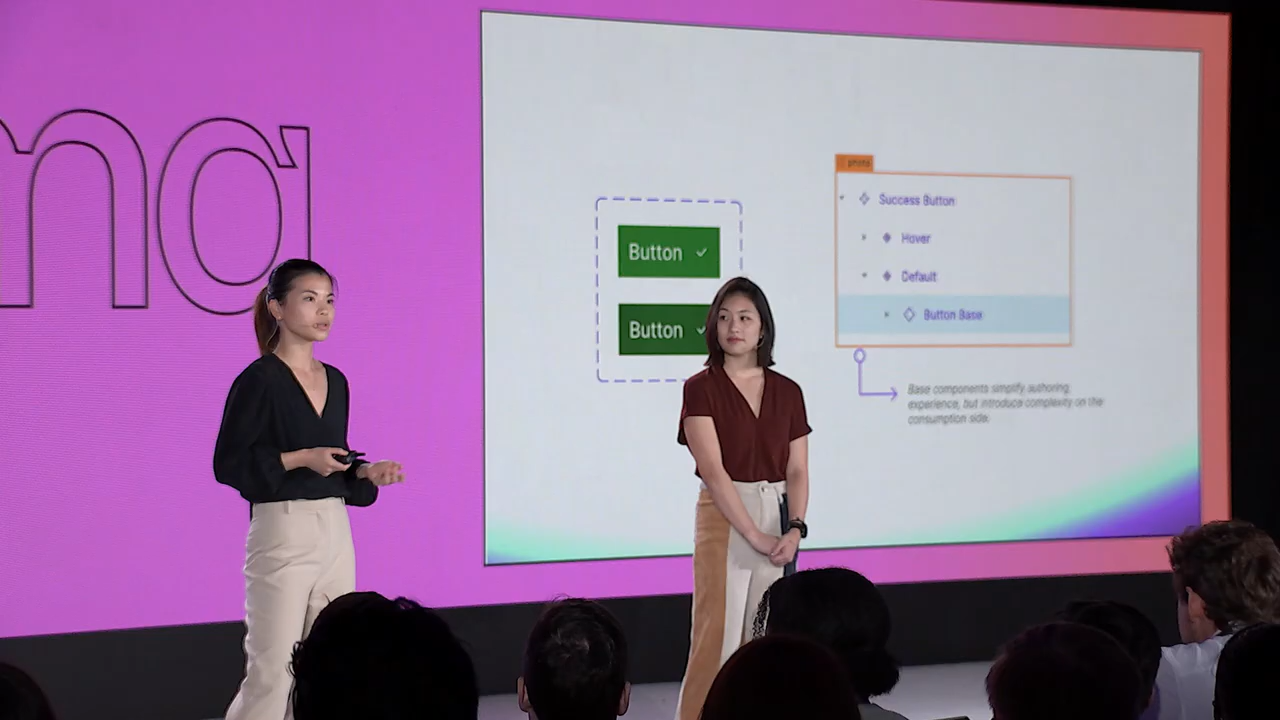 ma
Button
Button
Success Button
Hover
Default
Button Base
Base components simplify authoring
experience, but introduce complexity on the
consumption side.